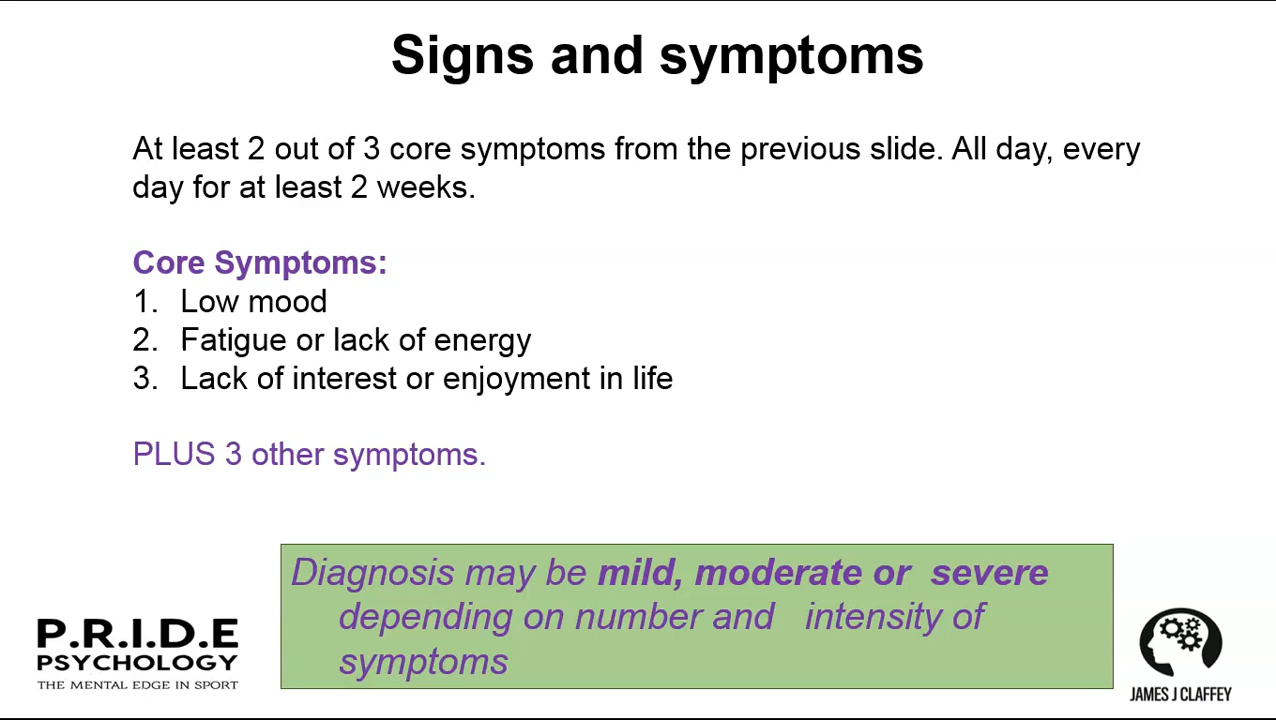 Signs and symptoms
At least 2 out of 3 core symptoms from the previous slide. All day, every
day for at least 2 weeks.
Core Symptoms:
1. Low mood
2. Fatigue or lack of energy
3. Lack of interest or enjoyment in life
PLUS 3 other symptoms.
Diagnosis may be mild, moderate or severe
depending on number and intensity of
symptoms
P.R.I.D.E
PSYCHOLOGY
THE MENTAL EDGE IN SPORT
JAMES J CLAFFEY